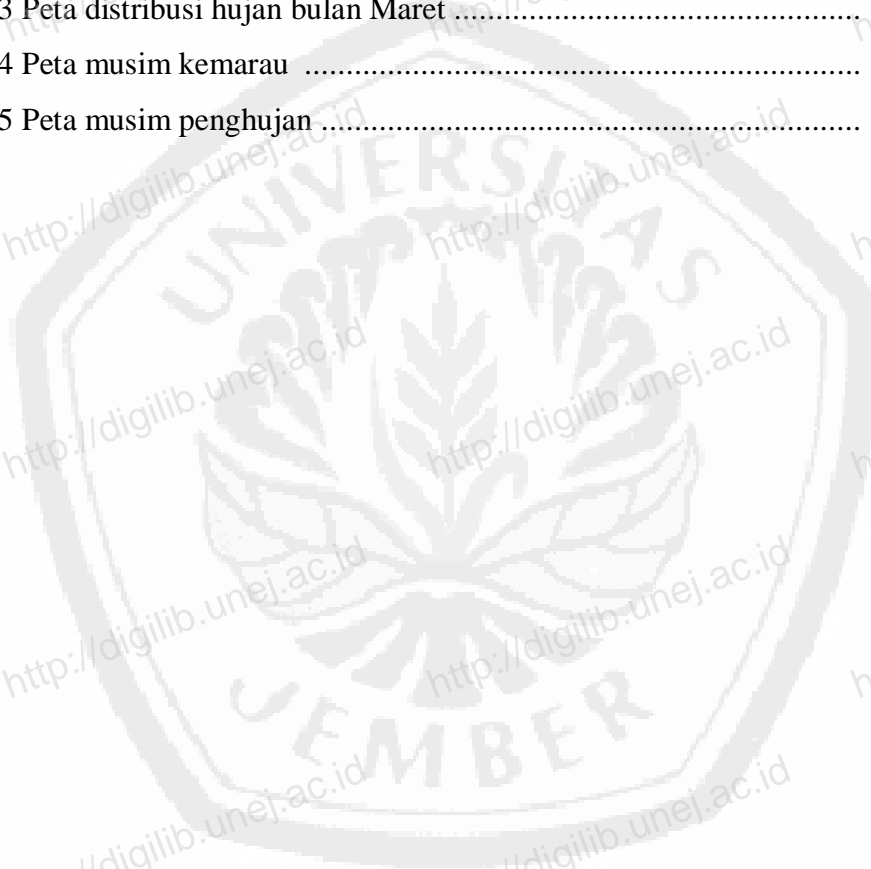 3 Peta distribusi hujan bulan Maret ..........................................
4 Peta musim kemarau .........................................................
5 Peta musim penghujan .......................................................
UNIVERSITAS
JEMBER
http://digilib.unej.ac.id
http://digilib.unej.ac.id
http://digilib.unej.ac.id
http://digilib.unej.ac.id
http://digilib.unej.ac.id
http://digilib.unej.ac.id
//digilib.unej.ac.id
//digilib.unej.ac.id